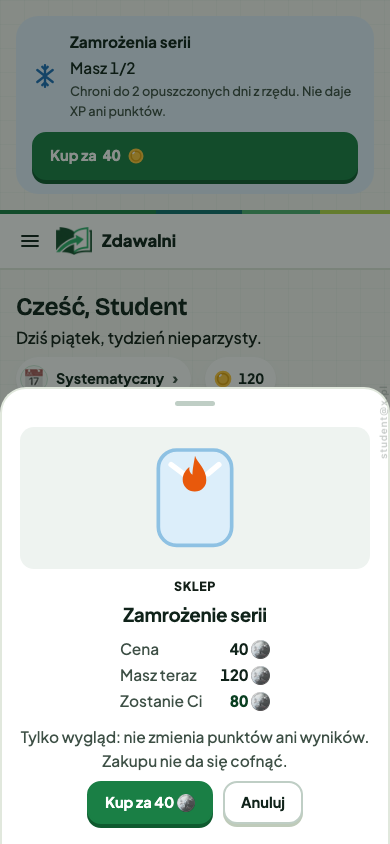 Zamrożenia serii
Masz 1/2
Chroni do 2 opuszczonych dni z rzędu. Nie daje
XP ani punktów.
Kup za 40
Zdawalni
Cześć, Student
Dziś piątek, tydzień nieparzysty.
17 Systematyczny › 120
SKLEP
Zamrożenie serii
Cena 40
Masz teraz 120
Zostanie Ci 80
Tylko wygląd: nie zmienia punktów ani wyników.
Zakupu nie da się cofnąć.
Kup za 40 Anuluj